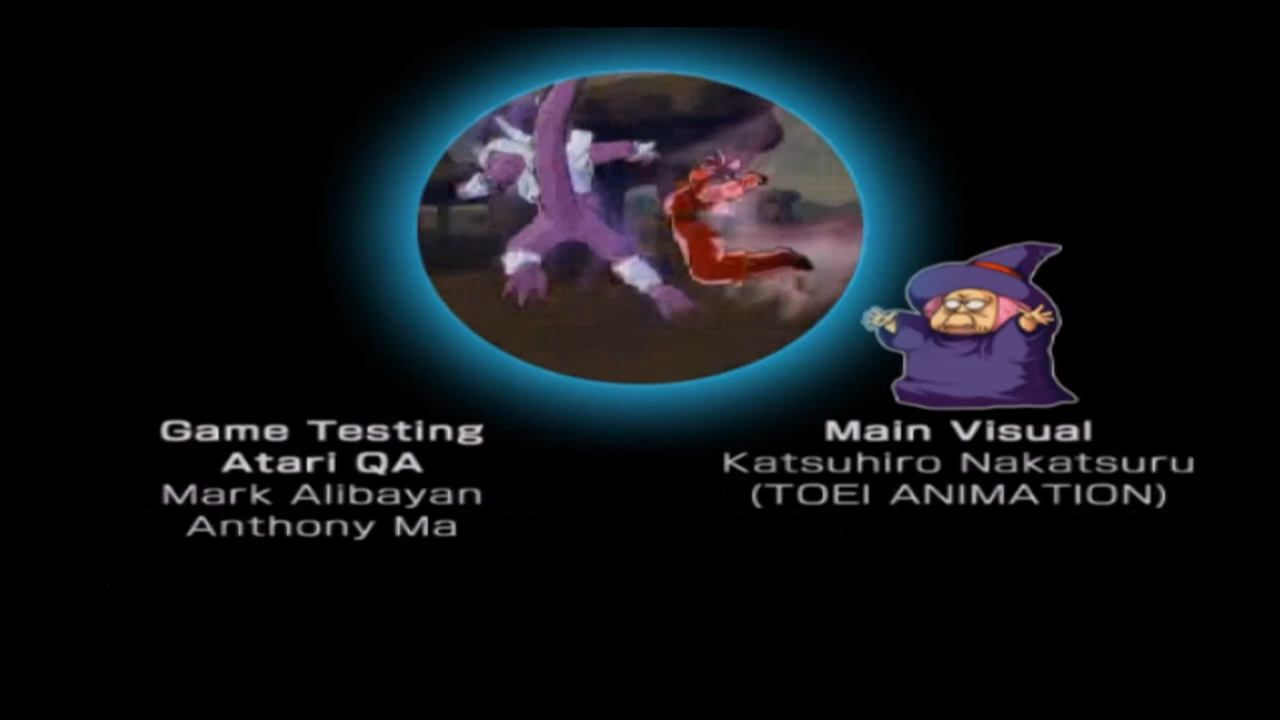 Game Testing
Atari QA
Mark Alibayan
Anthony Ma
Main Visual
Katsuhiro Nakatsuru
(TOEI ANIMATION)